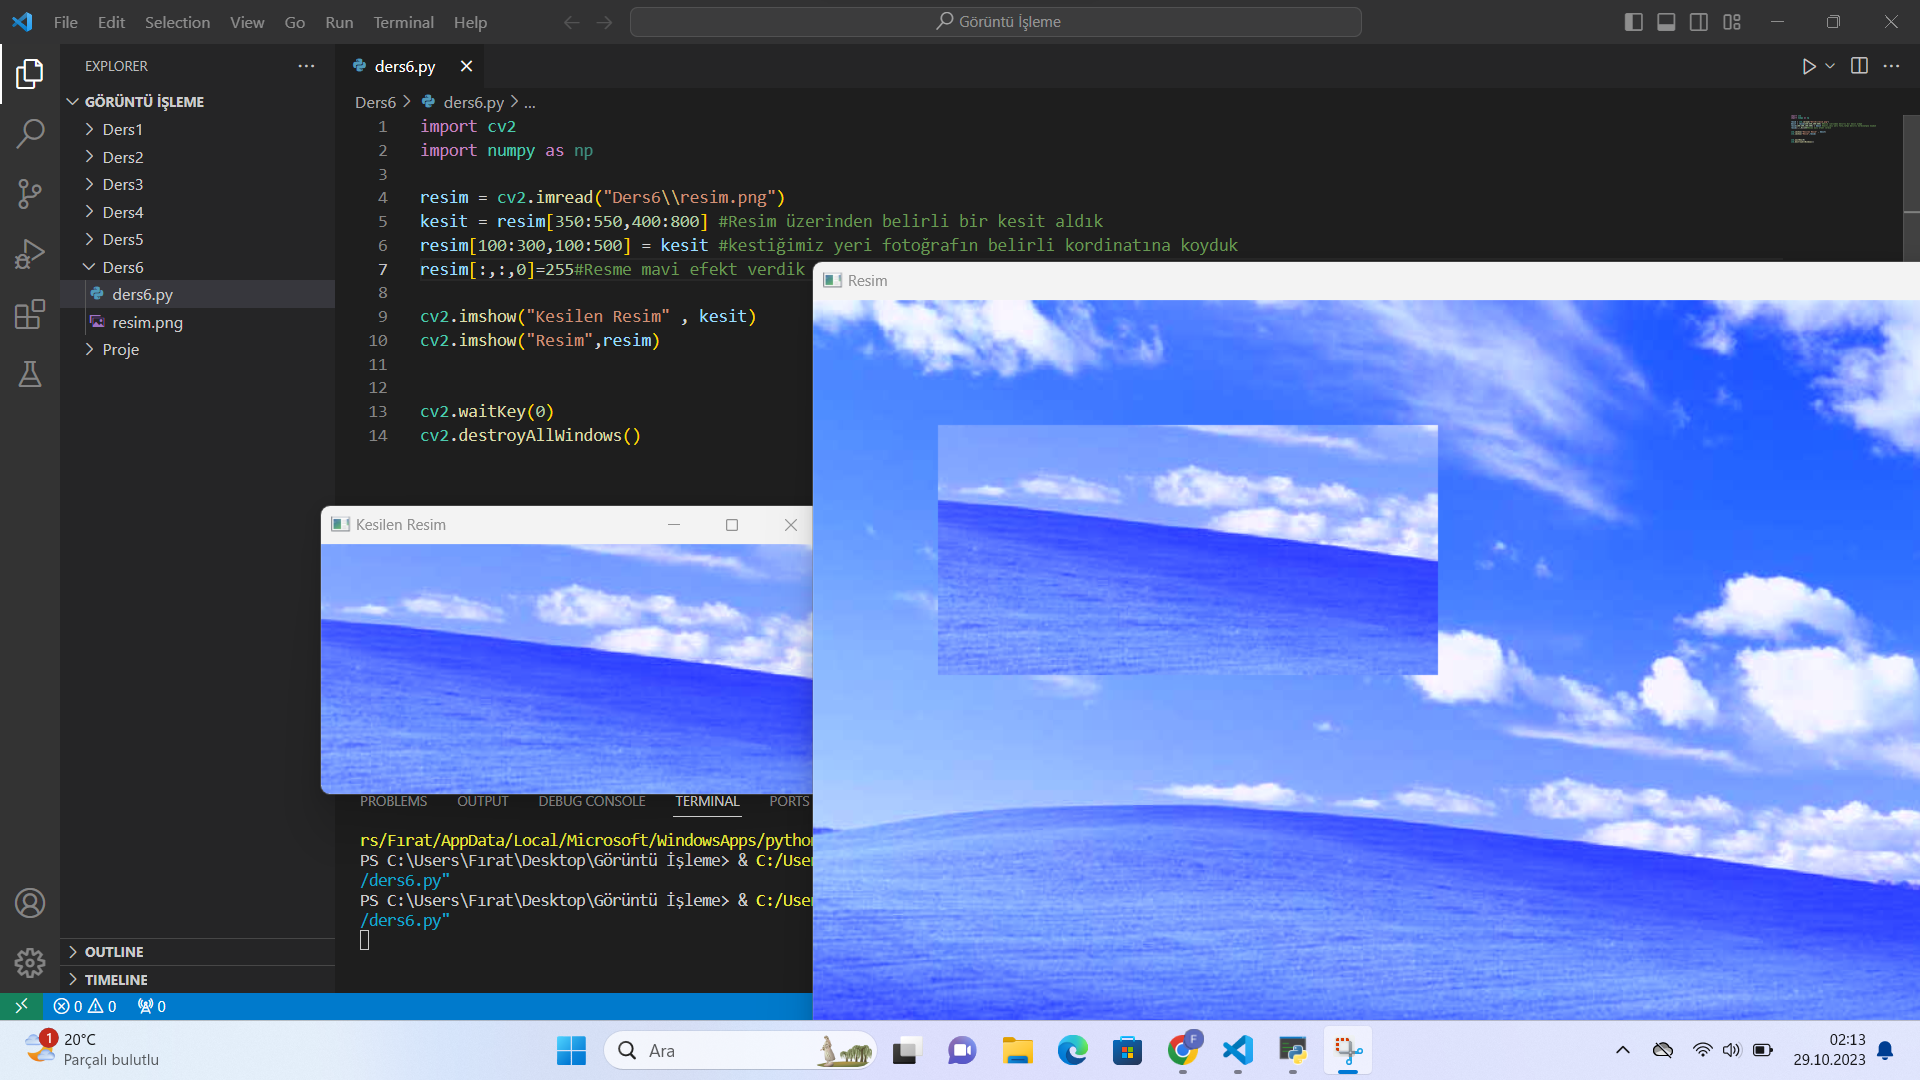 File Edit Selection View Go Run Terminal Help
Görüntü İşleme
EXPLORER
GÖRÜNTÜ İŞLEME
Ders1
Ders2
Ders3
Ders4
Ders5
Ders6
ders6.py
resim.png
Proje
OUTLINE
TIMELINE
ders6.py
Ders6 > ders6.py > ...
1 import cv2
2 import numpy as np
3
4 resim = cv2.imread("Ders6\\resim.png")
5 kesit = resim[350:550,400:800] #Resim üzerinden belirli bir kesit aldık
6 resim[100:300,100:500] = kesit #kestiğimiz yeri fotoğrafın belirli kordinatına koyduk
7 resim[:,:,0]=255#Resme mavi efekt verdik
8
9 cv2.imshow("Kesilen Resim" , kesit)
10 cv2.imshow("Resim",resim)
11
12
13 cv2.waitKey(0)
14 cv2.destroyAllWindows()
Kesilen Resim
Resim
PROBLEMS OUTPUT DEBUG CONSOLE TERMINAL PORTS
rs/Fırat/AppData/Local/Microsoft/WindowsApps/python
PS C:\Users\Fırat\Desktop\Görüntü İşleme> & C:/User
/ders6.py"
PS C:\Users\Fırat\Desktop\Görüntü İşleme> & C:/User
/ders6.py"
0 0 0
1
20°C
Parçalı bulutlu
Ara
F
02:13
29.10.2023